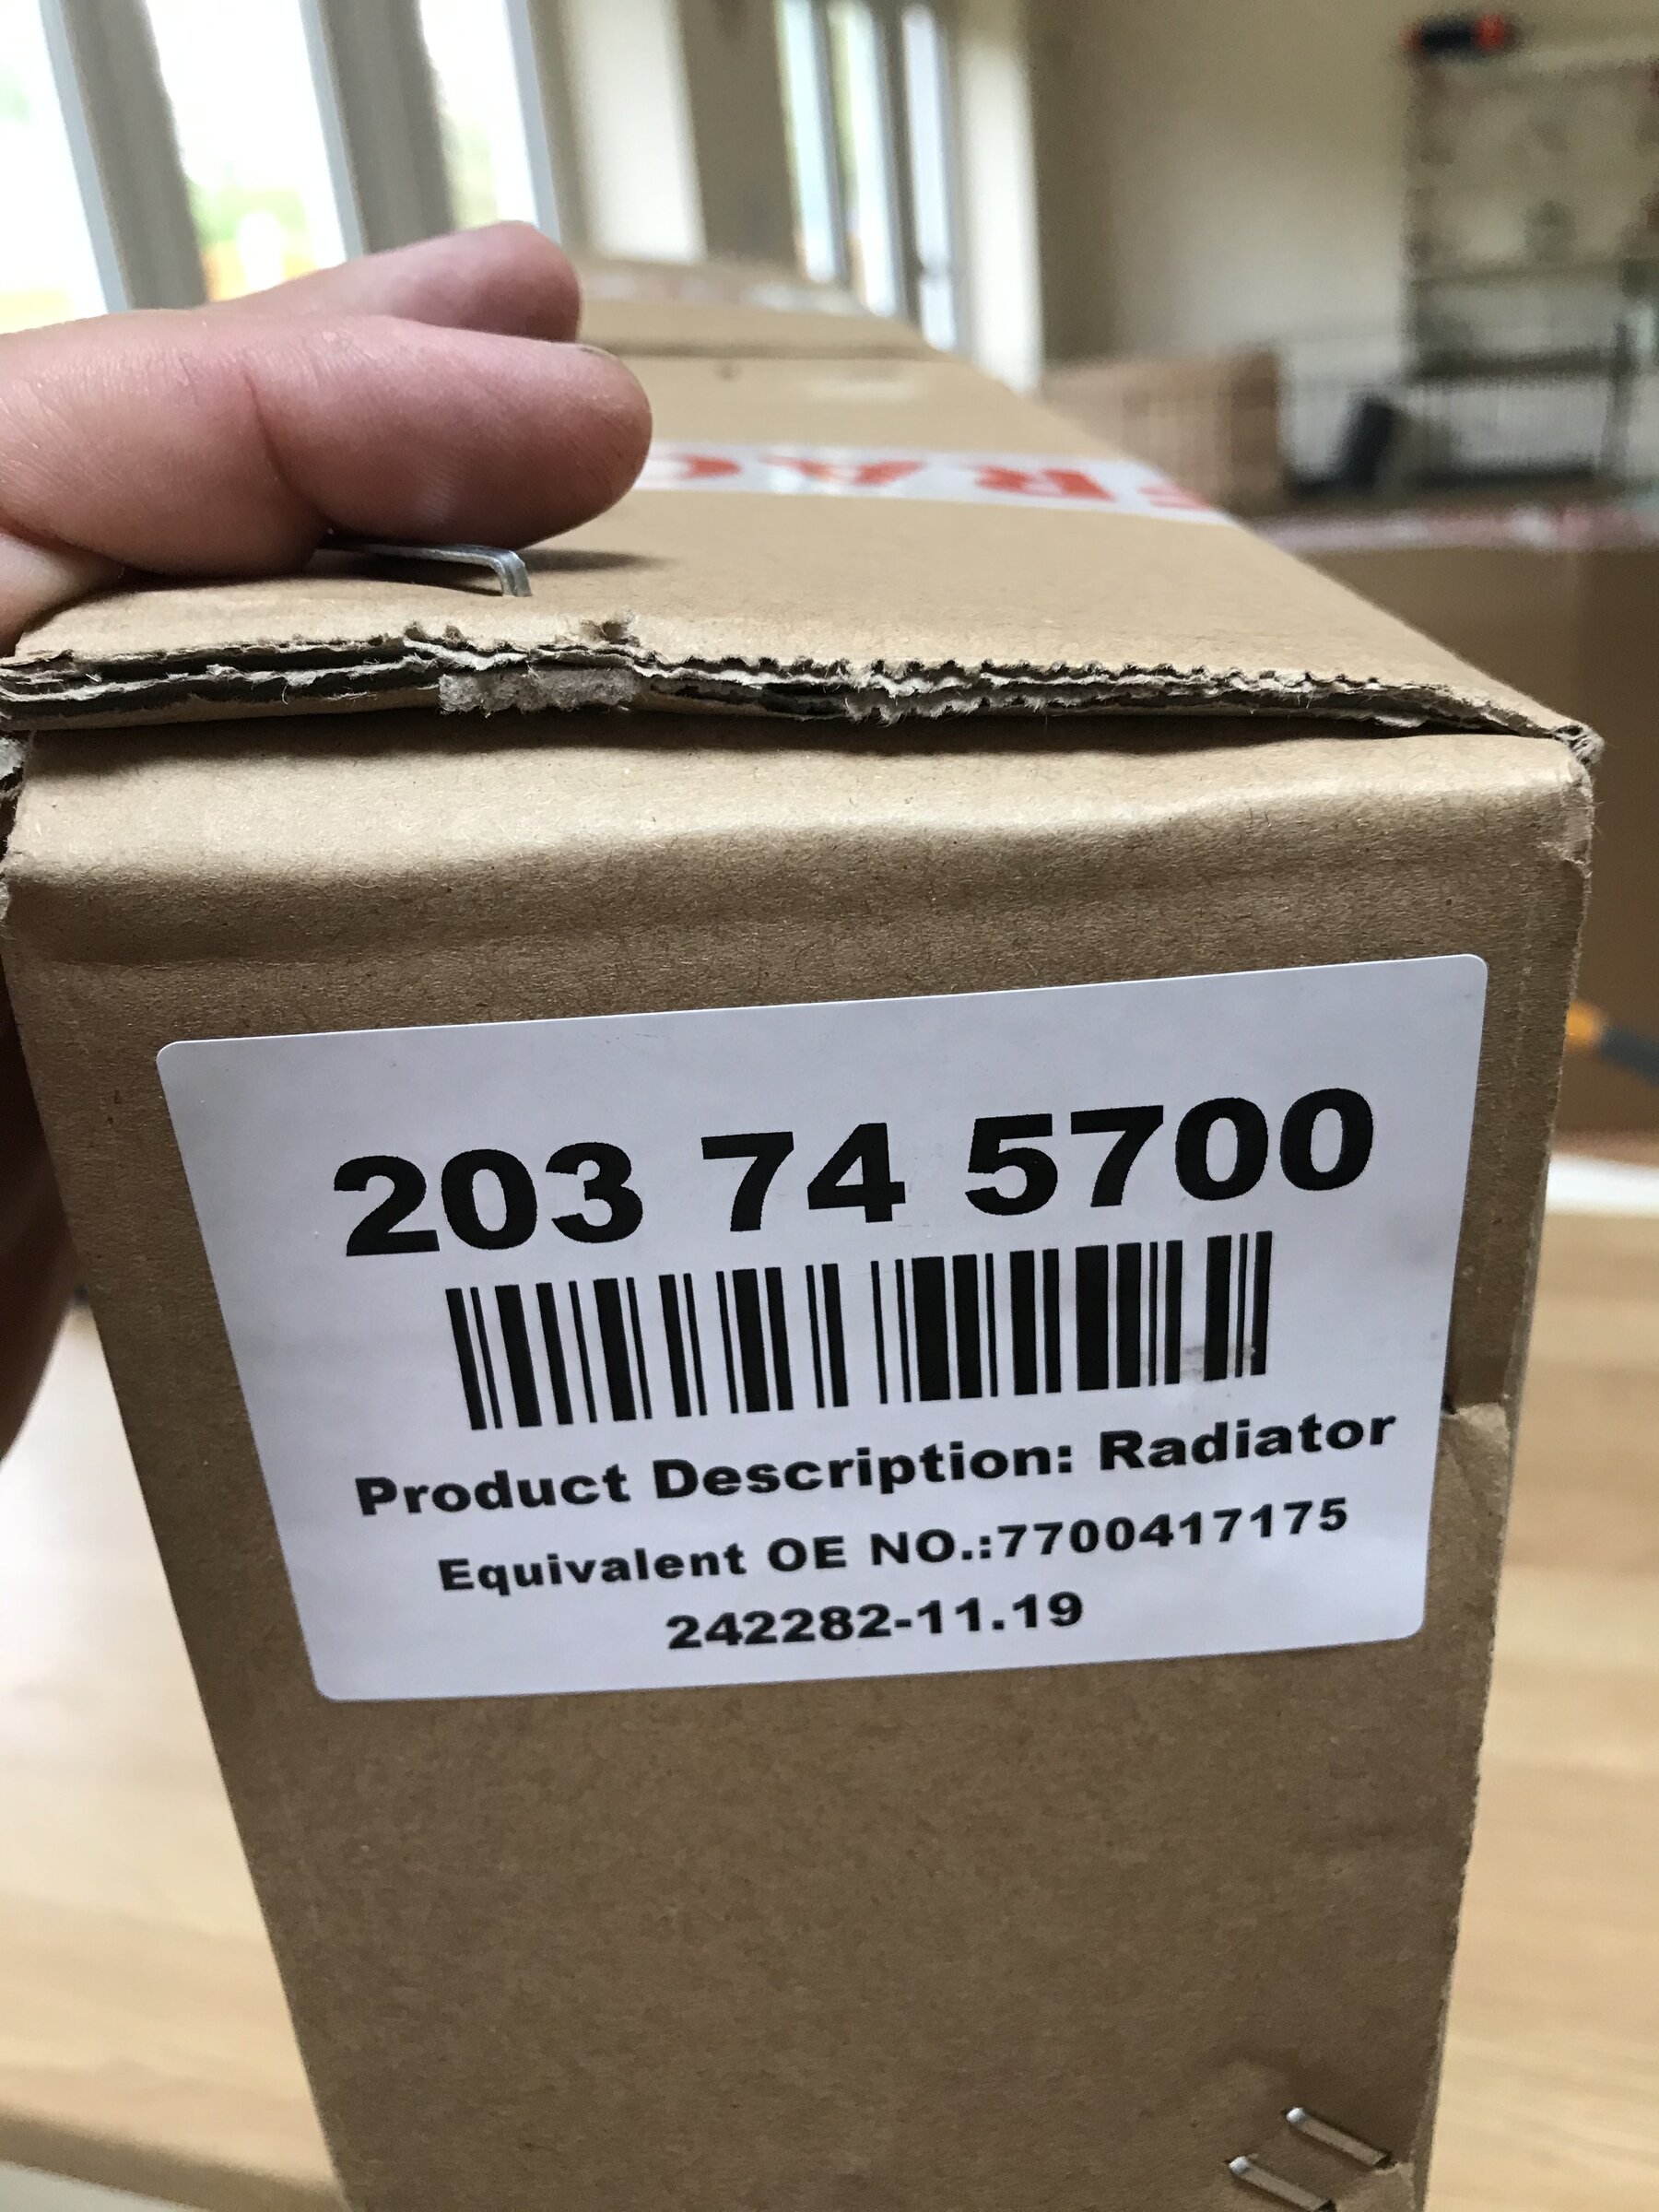 203 74 5700
Product Description: Radiator
Equivalent OE NO.:7700417175
242282-11.19